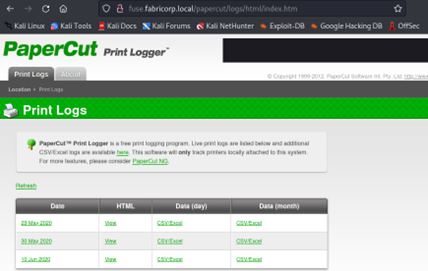 fuse.fabricorp.local/papercut/logs/html/index.htm
Kali Linux Kali Tools Kali Docs Kali Forums Kali NetHunter Exploit-DB Google Hacking DB OffSec
PaperCut Print Logger™
Print Logs About
© Copyright 1999-2012. PaperCut Software Int. Pty. Ltd.
Location Print Logs
Print Logs
PaperCut™ Print Logger is a free print logging program. Live print logs are listed below and additional
CSV/Excel logs are available here. This software will only track printers locally attached to this system.
For more features, please consider PaperCut NG.
Refresh
Date HTML Data (day) Data (month)
29 May 2020 View CSV/Excel CSV/Excel
30 May 2020 View CSV/Excel CSV/Excel
10 Jun 2020 View CSV/Excel CSV/Excel